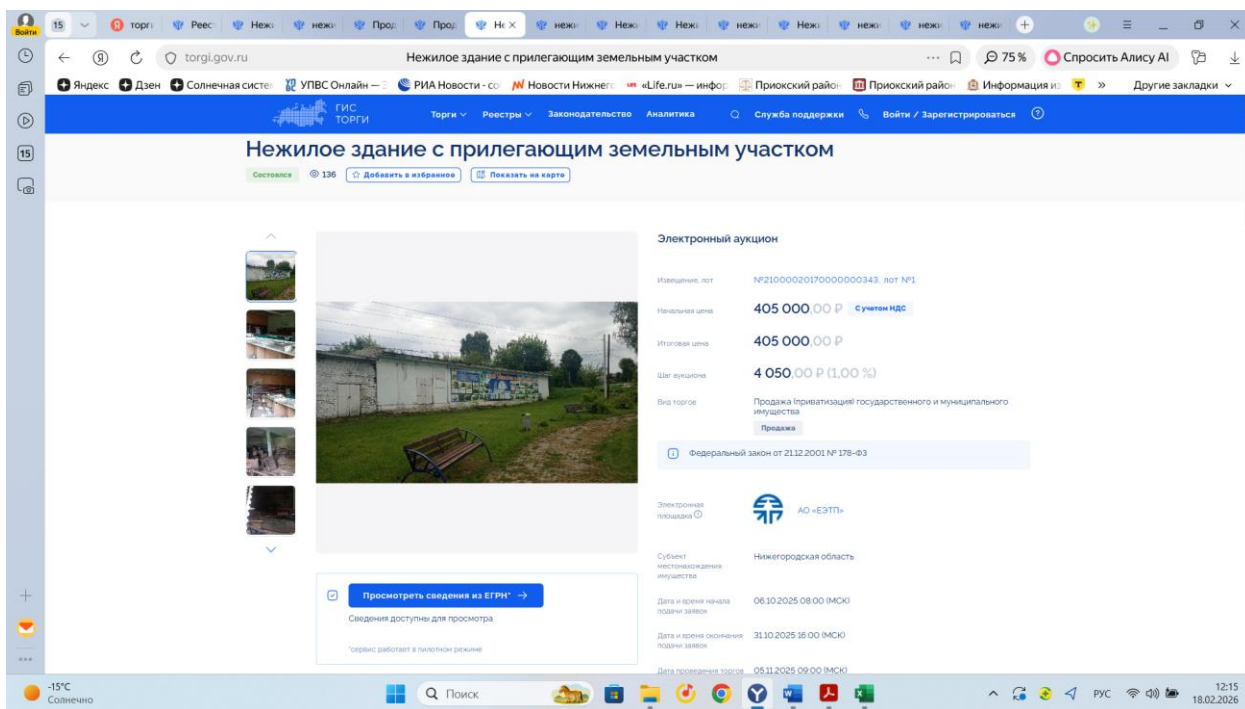 Войти
15
торги
Реес
Нежи
нежи
Прод
Прод
Не
нежи
Нежи
Нежи
нежи
Нежи
нежи
нежи
нежи
torgi.gov.ru
Нежилое здание с прилегающим земельным участком
75 %
Спросить Алису AI
Яндекс
Дзен
Солнечная систе
УПВС Онлайн — Э
РИА Новости - со
Новости Нижнего
«Life.ru» — инфор
Приокский район
Приокский район
Информация из
»
Другие закладки
ГИС
ТОРГИ
Торги
Реестры
Законодательство
Аналитика
Служба поддержки
Войти / Зарегистрироваться
15
Нежилое здание с прилегающим земельным участком
Состоялся
136
Добавить в избранное
Показать на карте
Электронный аукцион
Извещение, лот
№21000020170000000343, лот №1
Начальная цена
405 000,00 ₽ С учетом НДС
Итоговая цена
405 000,00 ₽
Шаг аукциона
4 050,00 ₽ (1,00 %)
Вид торгов
Продажа (приватизация) государственного и муниципального
имущества
Продажа
Федеральный закон от 21.12.2001 № 178-ФЗ
Электронная
площадка
АО «ЕЭТП»
Субъект
местонахождения
имущества
Нижегородская область
Просмотреть сведения из ЕГРН* →
Сведения доступны для просмотра
*сервис работает в пилотном режиме
Дата и время начала
подачи заявок
06.10.2025 08:00 (МСК)
Дата и время окончания
подачи заявок
31.10.2025 16:00 (МСК)
Дата проведения торгов
05.11.2025 09:00 (МСК)
-15°C
Солнечно
Поиск
РУС
12:15
18.02.2026